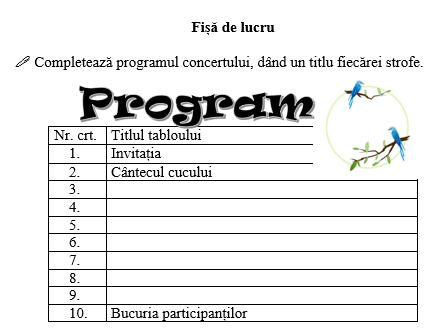 Fișă de lucru
Completează programul concertului, dând un titlu fiecărei strofe.
Program
Nr. crt. Titlul tabloului
1. Invitația
2. Cântecul cucului
3.
4.
5.
6.
7.
8.
9.
10. Bucuria participanților